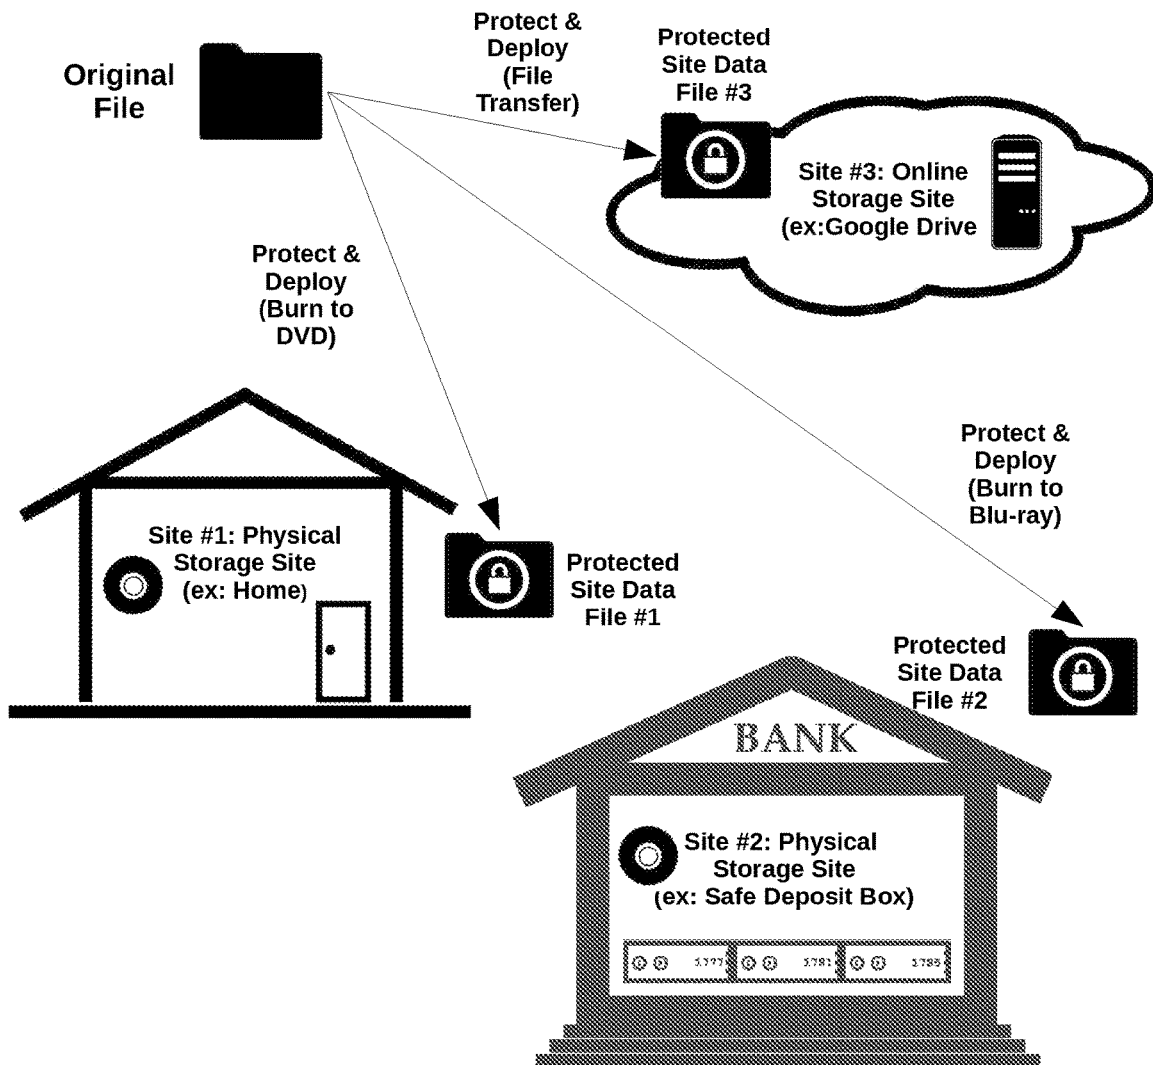 Original
File
Protect &
Deploy
(File
Transfer)
Protected
Site Data
File #3
Site #3: Online
Storage Site
(ex:Google Drive
Protect &
Deploy
(Burn to
DVD)
Protect &
Deploy
(Burn to
Blu-ray)
Site #1: Physical
Storage Site
(ex: Home)
Protected
Site Data
File #1
Protected
Site Data
File #2
BANK
Site #2: Physical
Storage Site
(ex: Safe Deposit Box)